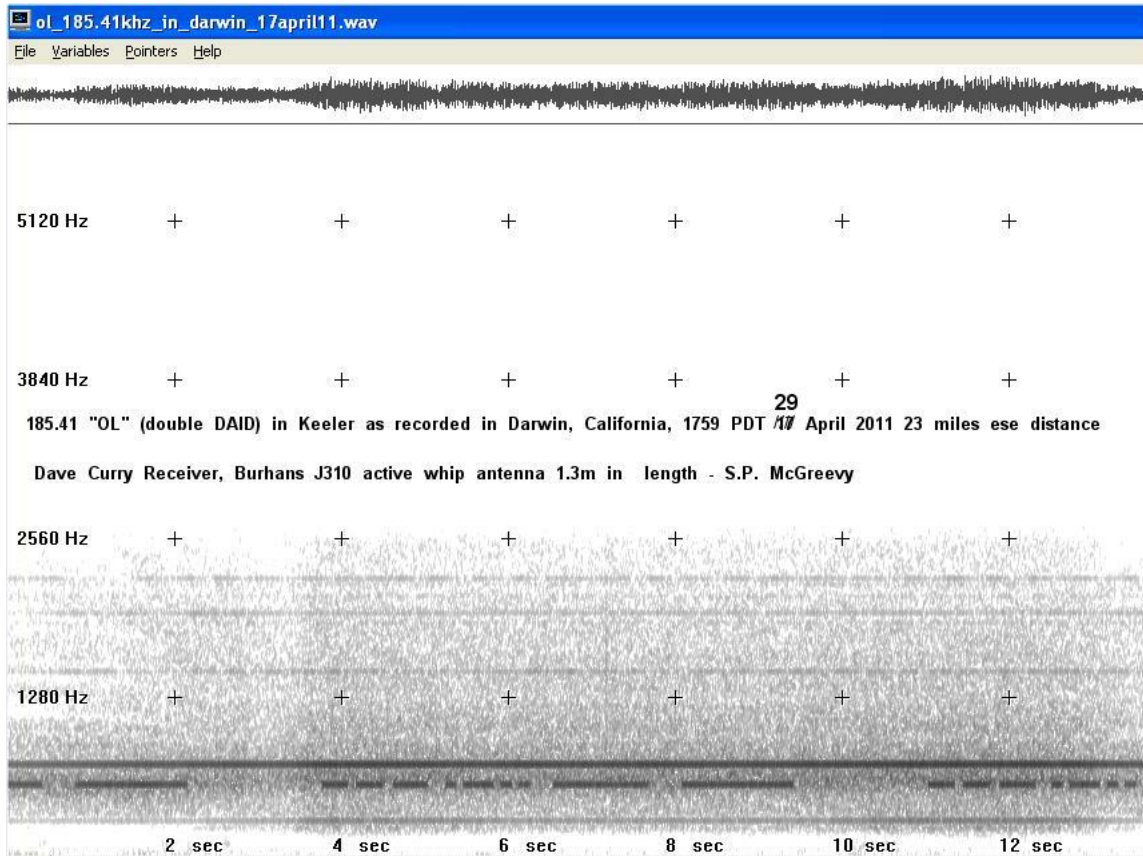 ol_185.41khz_in_darwin_17april11.wav
File Variables Pointers Help
5120 Hz
3840 Hz
29
185.41 "OL" (double DAID) in Keeler as recorded in Darwin, California, 1759 PDT 17 April 2011 23 miles ese distance
Dave Curry Receiver, Burhans J310 active whip antenna 1.3m in length - S.P. McGreevy
2560 Hz
1280 Hz
2 sec 4 sec 6 sec 8 sec 10 sec 12 sec